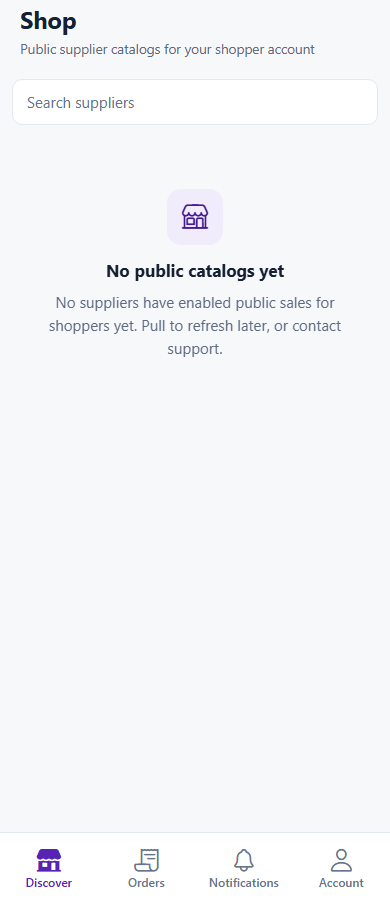 Shop
Public supplier catalogs for your shopper account
Search suppliers
No public catalogs yet
No suppliers have enabled public sales for
shoppers yet. Pull to refresh later, or contact
support.
Discover
Orders
Notifications
Account